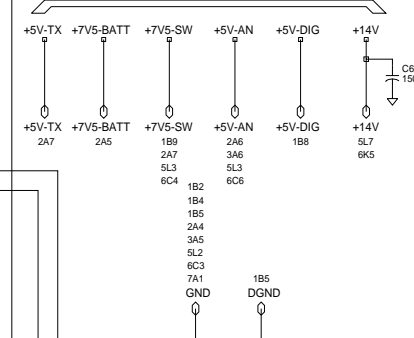 +5V-TX +7V5-BATT +7V5-SW +5V-AN +5V-DIG +14V
+5V-TX +7V5-BATT +7V5-SW +5V-AN +5V-DIG +14V
2A7 2A5 1B9 2A6 1B8 5L7
2A7 3A6 6K5
5L3 5L3
6C4 6C6
1B2
1B4
1B5
2A4
3A5
5L2
6C3
7A1 1B5
GND DGND